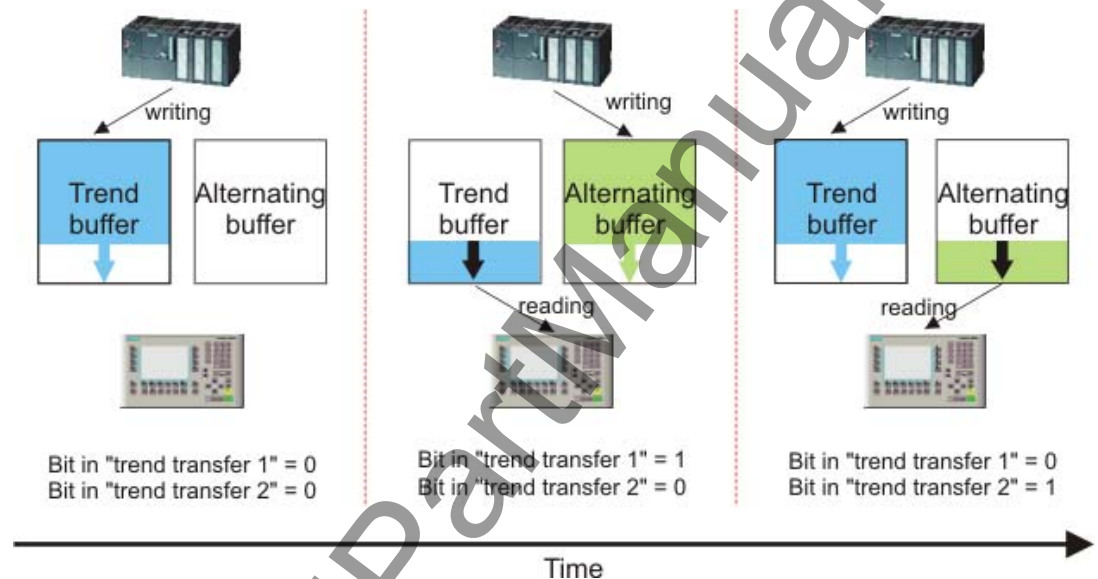 writing
Trend
buffer
Alternating
buffer
Bit in "trend transfer 1" = 0
Bit in "trend transfer 2" = 0
writing
Trend
buffer
Alternating
buffer
reading
Bit in "trend transfer 1" = 1
Bit in "trend transfer 2" = 0
writing
Trend
buffer
Alternating
buffer
reading
Bit in "trend transfer 1" = 0
Bit in "trend transfer 2" = 1
Time
PartManual